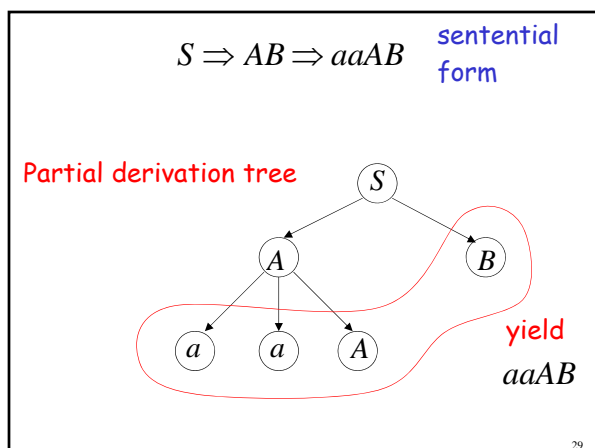 S ⇒ AB ⇒ aaAB
sentential
form
Partial derivation tree
S
A
B
a a A
yield
aaAB
29